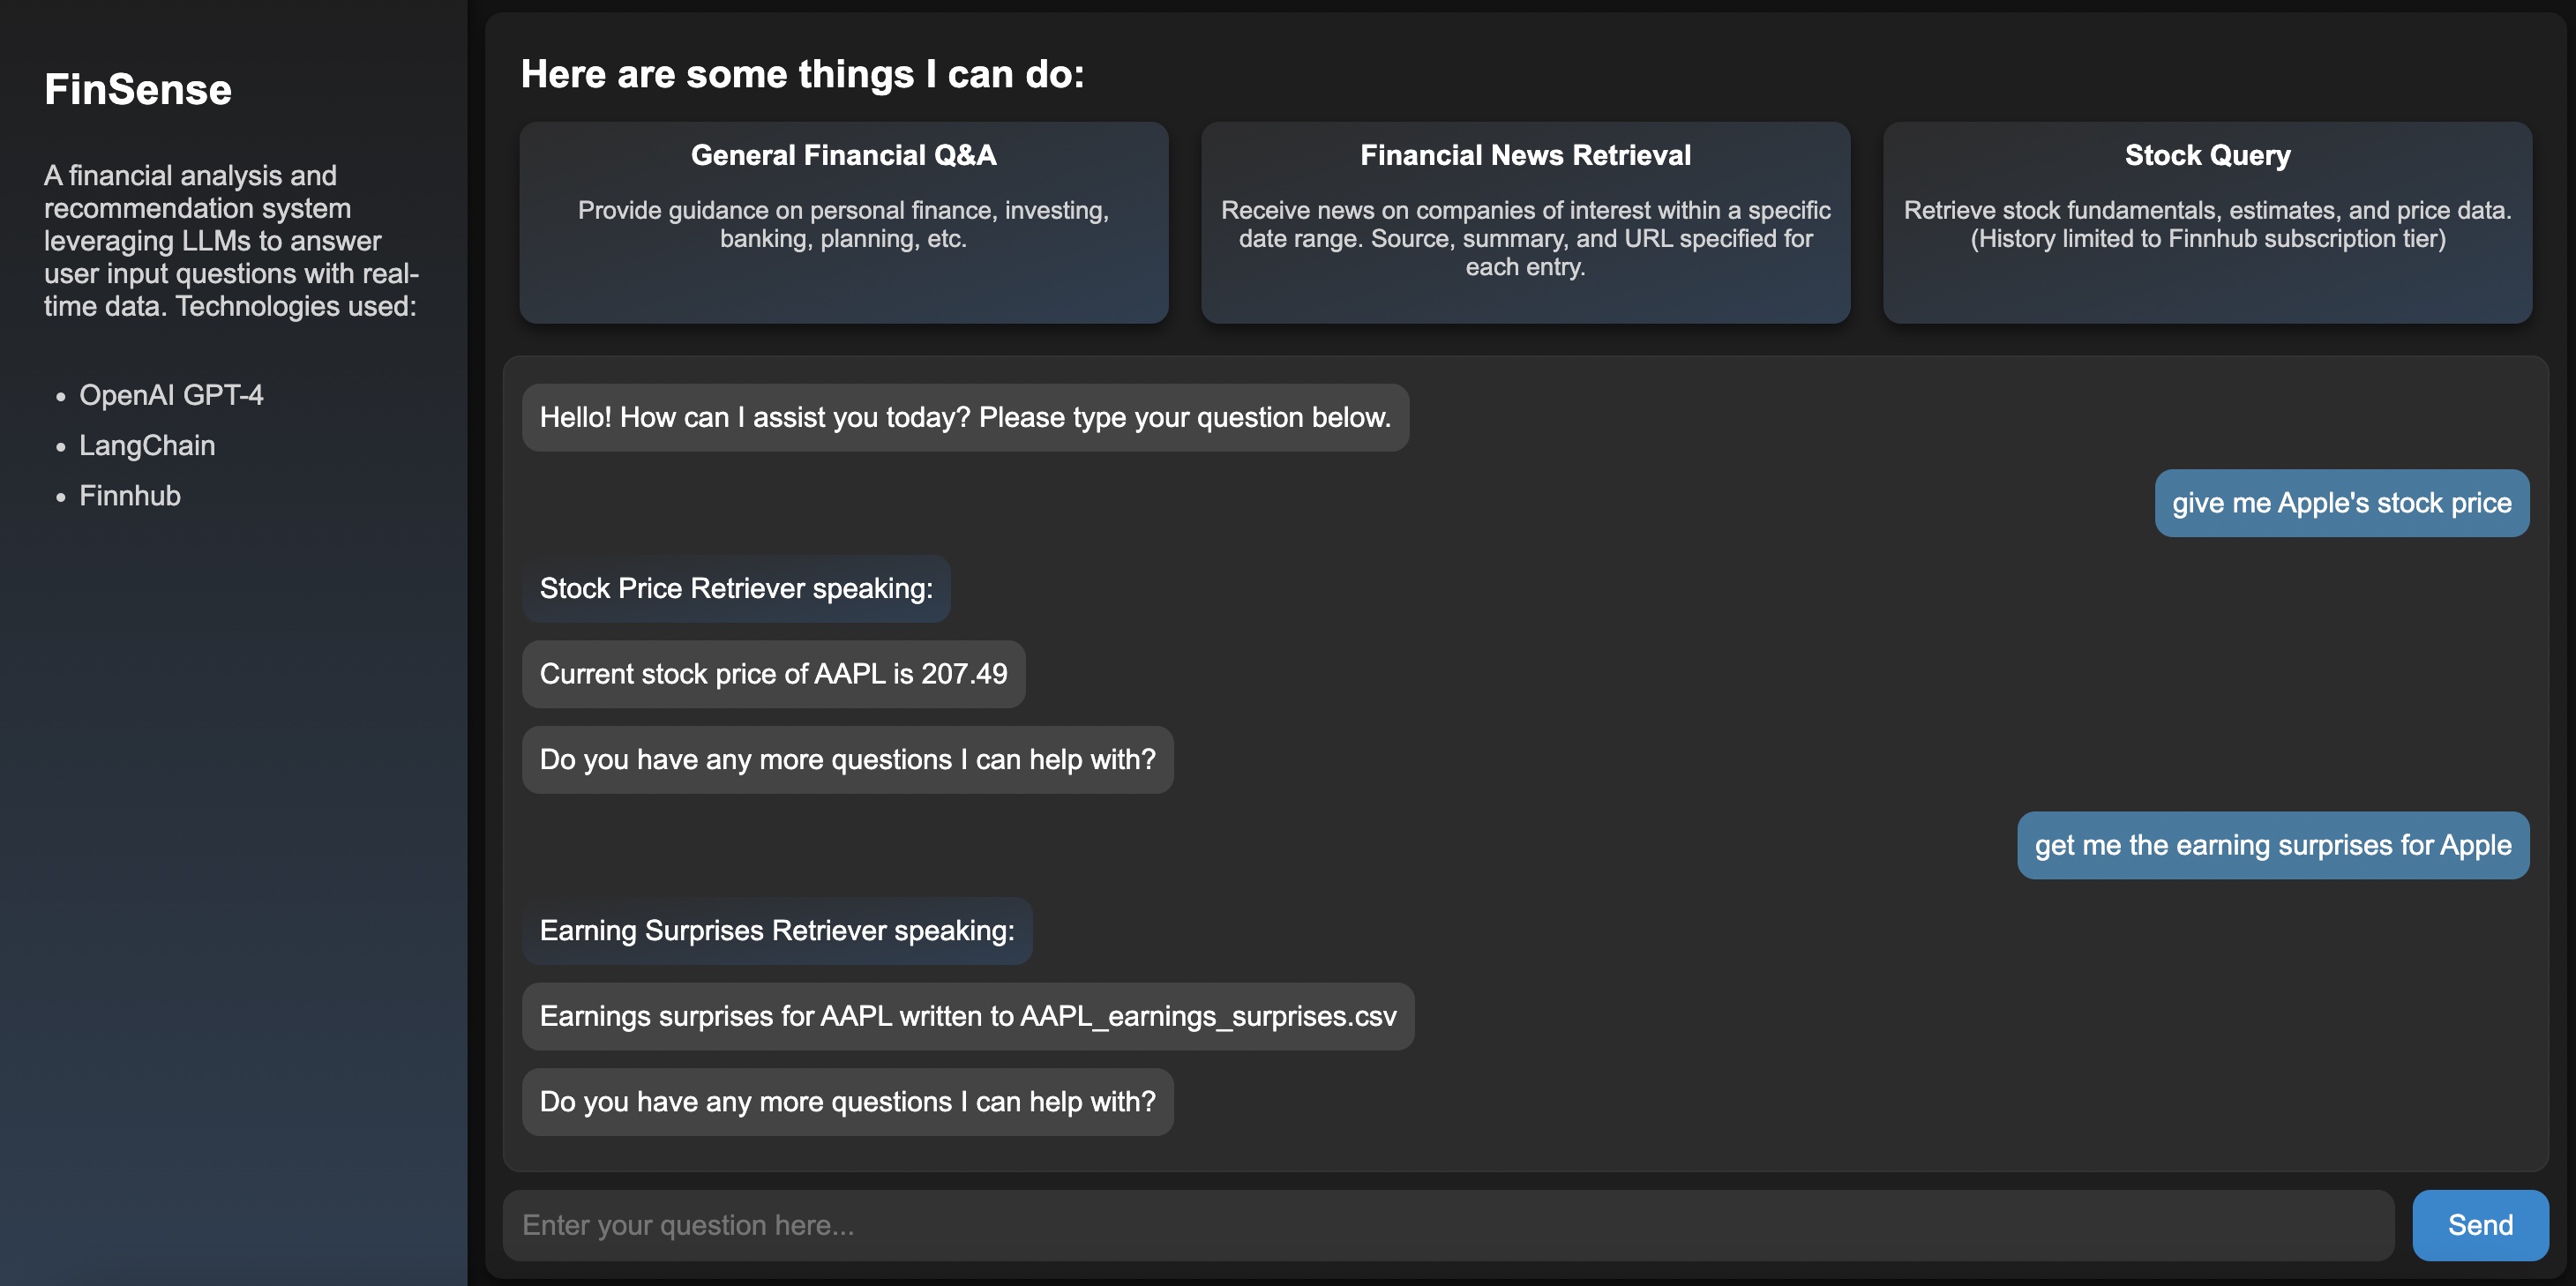 FinSense
A financial analysis and
recommendation system
leveraging LLMs to answer
user input questions with real-
time data. Technologies used:
• OpenAI GPT-4
• LangChain
• Finnhub
Here are some things I can do:
General Financial Q&A
Provide guidance on personal finance, investing,
banking, planning, etc.
Financial News Retrieval
Receive news on companies of interest within a specific
date range. Source, summary, and URL specified for
each entry.
Stock Query
Retrieve stock fundamentals, estimates, and price data.
(History limited to Finnhub subscription tier)
Hello! How can I assist you today? Please type your question below.
give me Apple's stock price
Stock Price Retriever speaking:
Current stock price of AAPL is 207.49
Do you have any more questions I can help with?
get me the earning surprises for Apple
Earning Surprises Retriever speaking:
Earnings surprises for AAPL written to AAPL_earnings_surprises.csv
Do you have any more questions I can help with?
Enter your question here...
Send